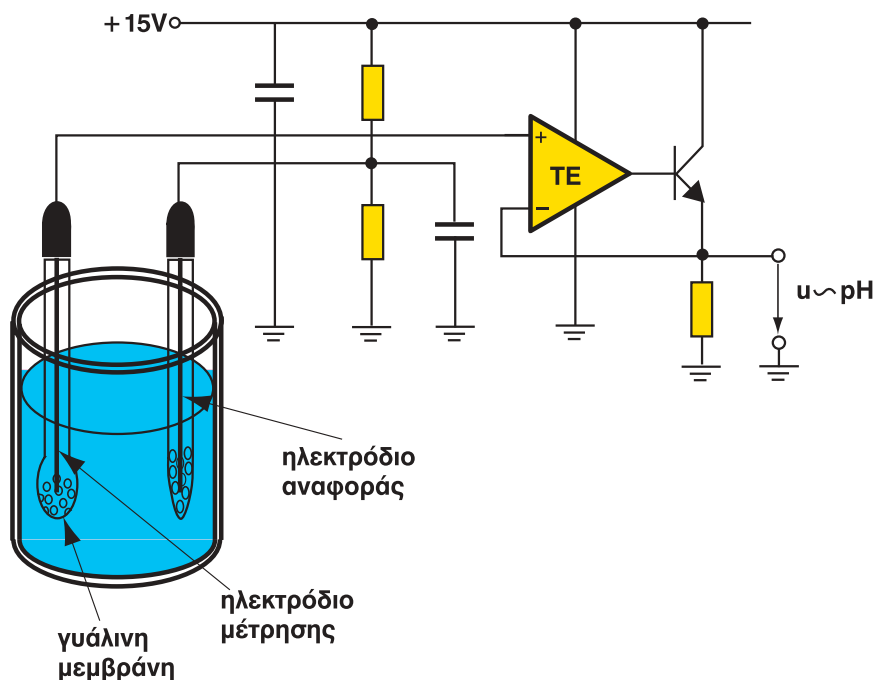 +15V
+
TE
−
u∽pH
ηλεκτρόδιο
αναφοράς
ηλεκτρόδιο
μέτρησης
γυάλινη
μεμβράνη